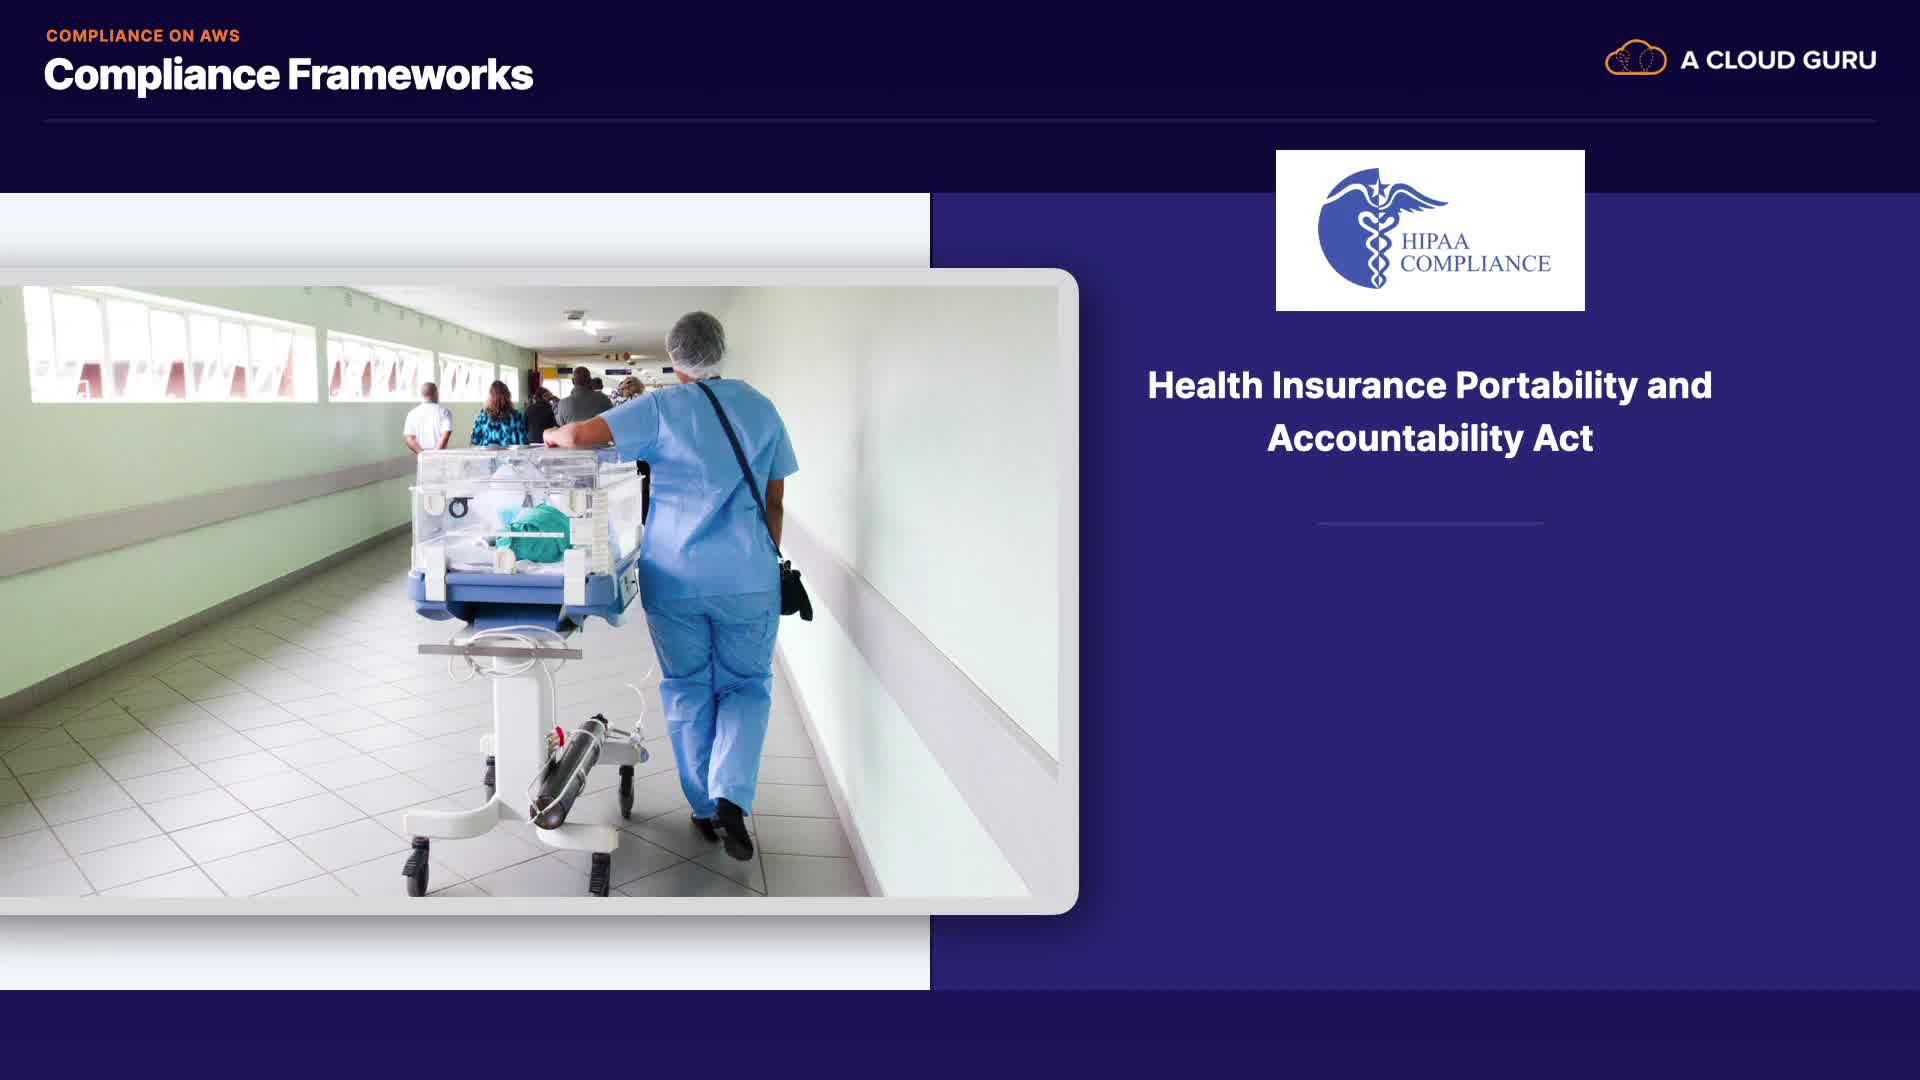 COMPLIANCE ON AWS
Compliance Frameworks
A CLOUD GURU
HIPAA
COMPLIANCE
Health Insurance Portability and
Accountability Act